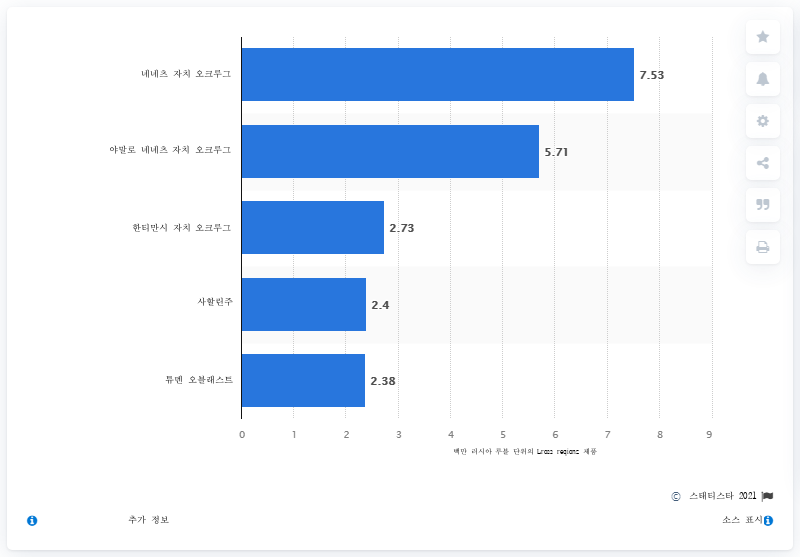 네네츠 자치 오크루그
7.53
야말로 네네츠 자치 오크루그
5.71
한티만시 자치 오크루그
2.73
사할린주
2.4
튜멘 오블래스트
2.38
0 1 2 3 4 5 6 7 8 9
백만 러시아 루블 단위의 Lross regions 제품
© 스태티스타 2021
추가 정보
소스 표시